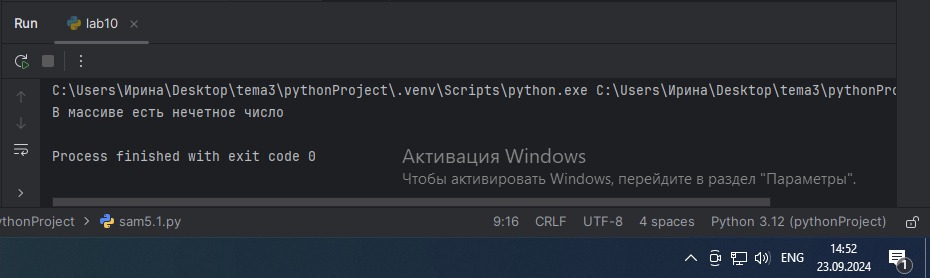 Run lab10 ×
C:\Users\Ирина\Desktop\tema3\pythonProject\.venv\Scripts\python.exe C:\Users\Ирина\Desktop\tema3\pythonPro
В массиве есть нечетное число
Process finished with exit code 0
Активация Windows
Чтобы активировать Windows, перейдите в раздел "Параметры".
ythonProject > sam5.1.py 9:16 CRLF UTF-8 4 spaces Python 3.12 (pythonProject)
ENG 14:52
23.09.2024 1